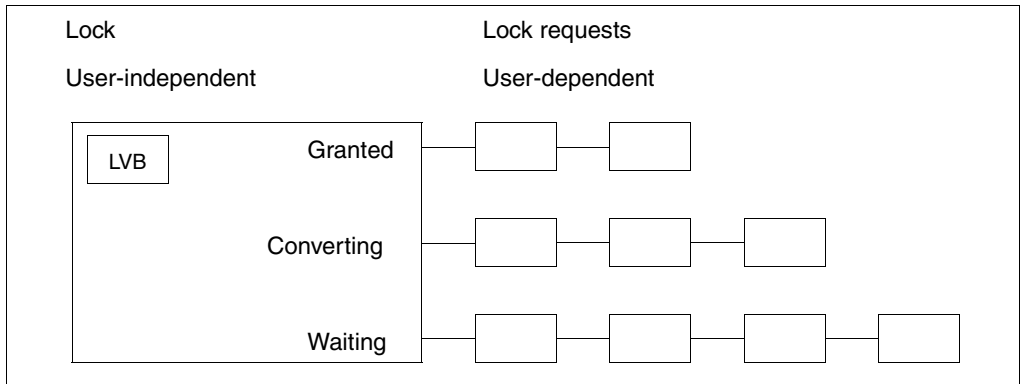 Lock
Lock requests
User-independent
User-dependent
LVB
Granted
Converting
Waiting